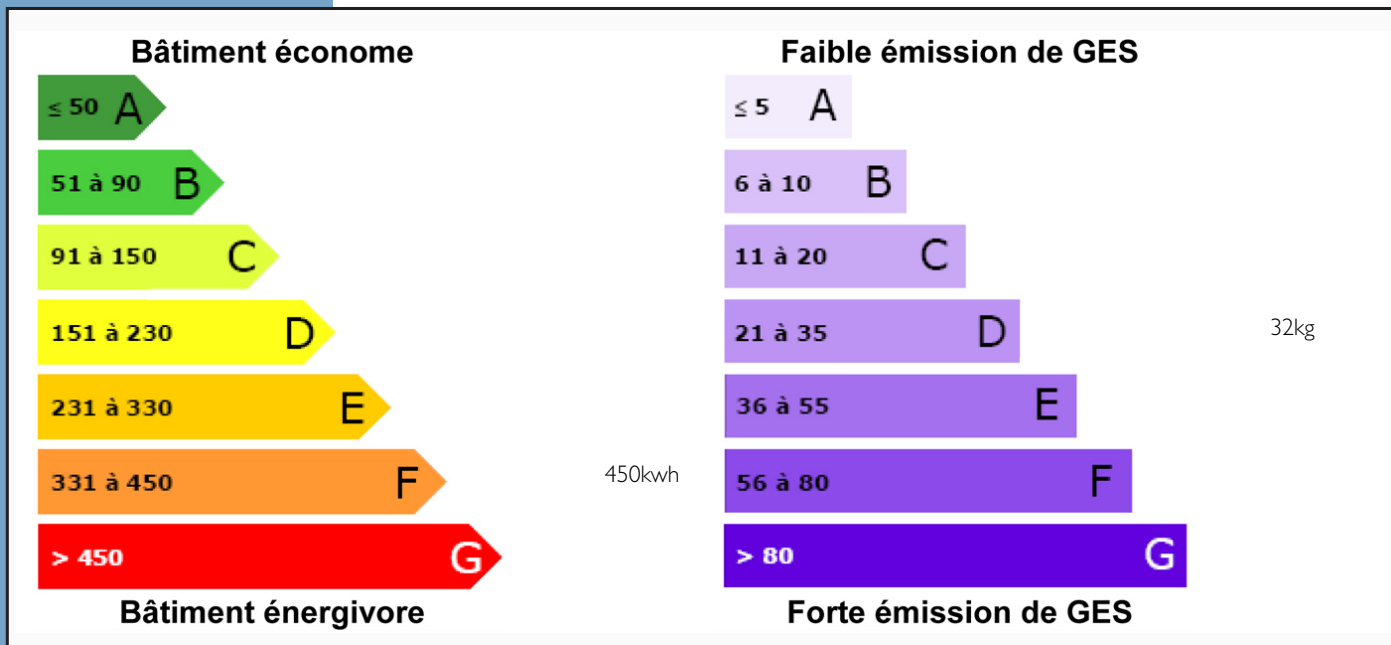 Bâtiment économe
≤ 50 A
51 à 90 B
91 à 150 C
151 à 230 D
231 à 330 E
331 à 450 F
450kwh
> 450 G
Bâtiment énergivore
Faible émission de GES
≤ 5 A
6 à 10 B
11 à 20 C
21 à 35 D
32kg
36 à 55 E
56 à 80 F
> 80 G
Forte émission de GES